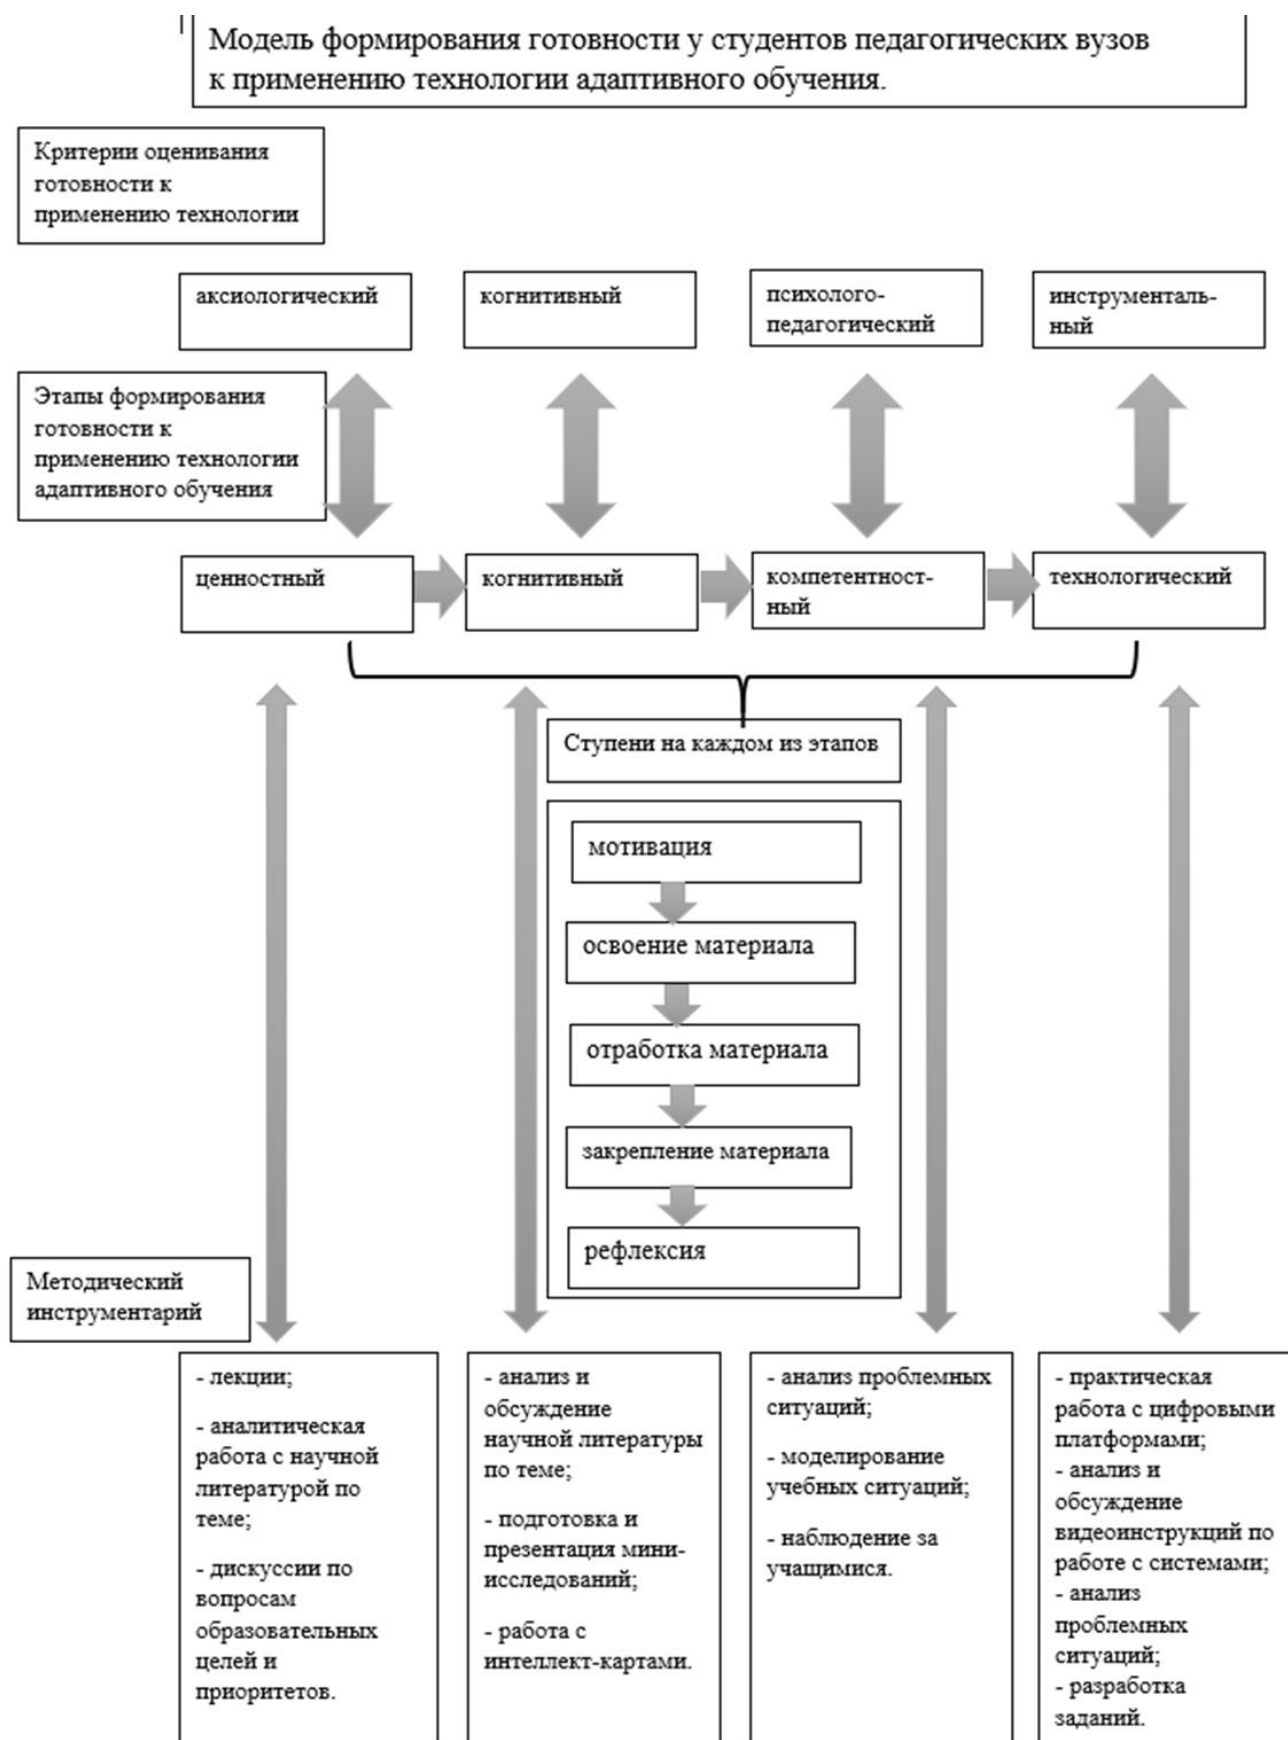 Модель формирования готовности у студентов педагогических вузов
к применению технологии адаптивного обучения.
Критерии оценивания
готовности к
применению технологии
аксиологический
когнитивный
психолого-
педагогический
инструменталь-
ный
Этапы формирования
готовности к
применению технологии
адаптивного обучения
ценностный
когнитивный
компетентност-
ный
технологический
Ступени на каждом из этапов
мотивация
освоение материала
отработка материала
закрепление материала
рефлексия
Методический
инструментарий
- лекции;
- аналитическая
работа с научной
литературой по
теме;
- дискуссии по
вопросам
образовательных
целей и
приоритетов.
- анализ и
обсуждение
научной литературы
по теме;
- подготовка и
презентация мини-
исследований;
- работа с
интеллект-картами.
- анализ проблемных
ситуаций;
- моделирование
учебных ситуаций;
- наблюдение за
учащимися.
- практическая
работа с цифровыми
платформами;
- анализ и
обсуждение
видеоинструкций по
работе с системами;
- анализ
проблемных
ситуаций;
- разработка
заданий.